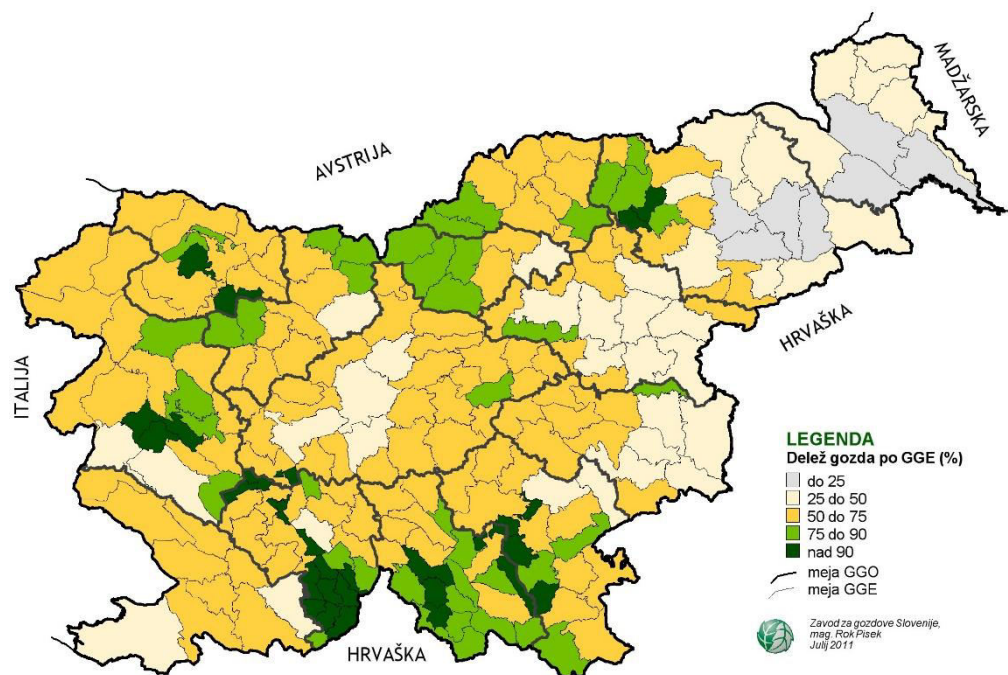 MADŽARSKA
AVSTRIJA
HRVAŠKA
ITALIJA
LEGENDA
Delež gozda po GGE (%)
do 25
25 do 50
50 do 75
75 do 90
nad 90
meja GGO
meja GGE
Zavod za gozdove Slovenije,
mag. Rok Pisek
Julij 2011
HRVAŠKA